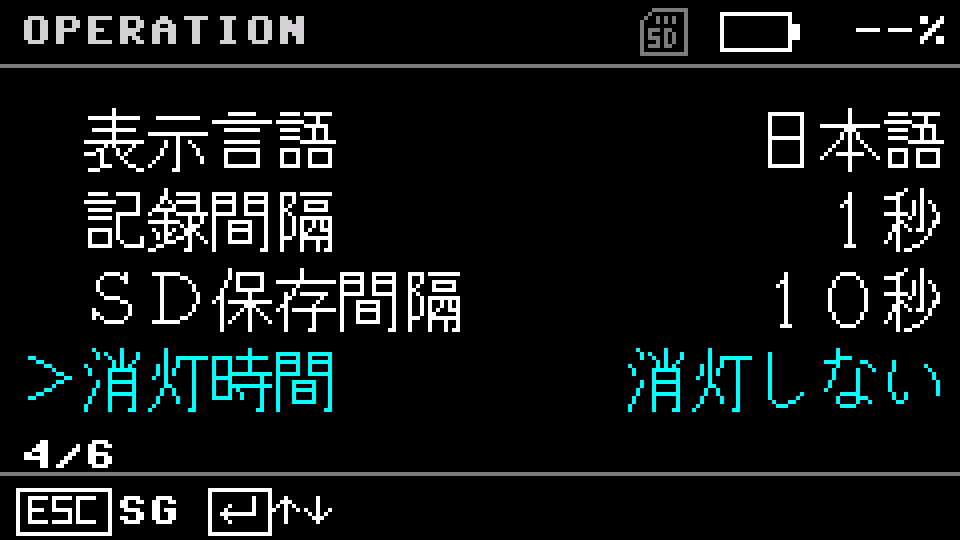 OPERATION SD --%
表示言語 日本語
記録間隔 1秒
SD保存間隔 10秒
>消灯時間 消灯しない
4/6
ESC SG ↵↑↓